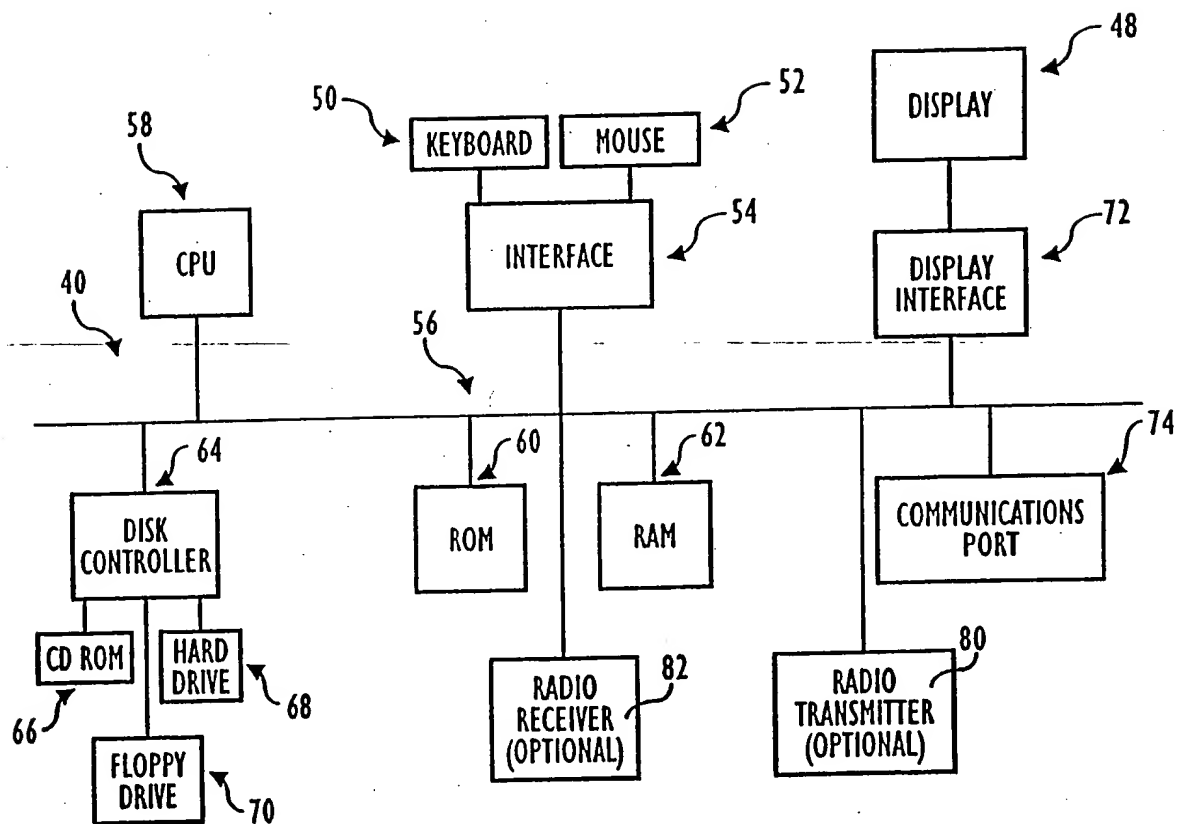 48
DISPLAY
50
52
KEYBOARD
MOUSE
58
CPU
54
INTERFACE
72
DISPLAY
INTERFACE
40
56
64
60
62
74
DISK
CONTROLLER
ROM
RAM
COMMUNICATIONS
PORT
CD ROM
HARD
DRIVE
66
68
RADIO
RECEIVER
(OPTIONAL)
82
RADIO
TRANSMITTER
(OPTIONAL)
80
FLOPPY
DRIVE
70